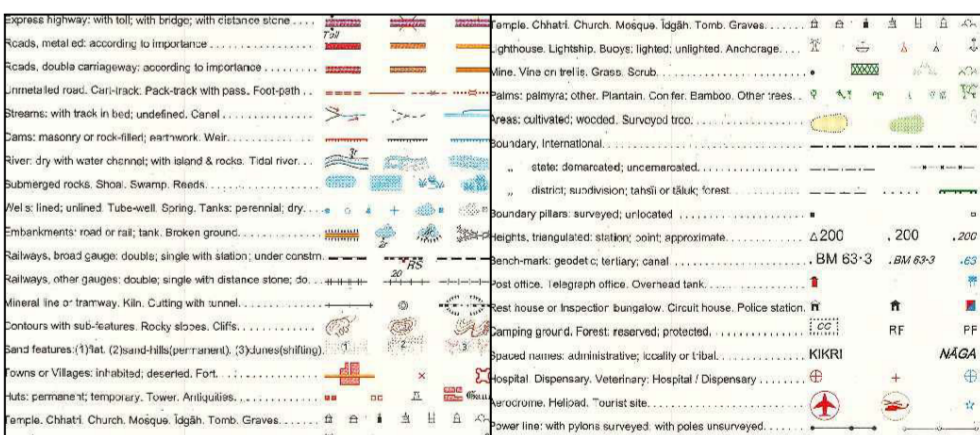 Express highway: with toll; with bridge; with distance stone
Toll
Roads, metalled: according to importance
Roads, double carriageway: according to importance
Unmetalled road. Cart-track. Pack-track with pass. Foot-path
Streams: with track in bed; undefined. Canal
Dams: masonry or rock-filled; earthwork. Weir
River: dry with water channel; with island & rocks. Tidal river
Submerged rocks. Shoal. Swamp. Reeds
Wells: lined; unlined. Tube-well. Spring. Tanks: perennial; dry
Embankments: road or rail; tank. Broken ground
Railways, broad gauge: double; single with station; under constrn.
RS
Railways, other gauges: double; single with distance stone; do.
20
Mineral line or tramway. Kiln. Cutting with tunnel
Contours with sub-features. Rocky slopes. Cliffs
Sand features:(1)flat. (2)sand-hills(permanent). (3)dunes(shifting).
1 2 3
Towns or Villages: inhabited; deserted. Fort
Huts: permanent; temporary. Tower. Antiquities
Temple. Chhatri. Church. Mosque. Īdgāh. Tomb. Graves
Temple. Chhatri. Church. Mosque. Īdgāh. Tomb. Graves
Lighthouse. Lightship. Buoys: lighted; unlighted. Anchorage
Mine. Vine on trellis. Grass. Scrub
Palms: palmyra; other. Plantain. Conifer. Bamboo. Other trees
Areas: cultivated; wooded. Surveyed tree
Boundary, International
„ state: demarcated; undemarcated
„ district; subdivision; tahsīl or tāluk; forest
Boundary pillars: surveyed; unlocated
Heights, triangulated: station; point; approximate △200 .200 .200
Bench-mark: geodetic; tertiary; canal .BM 63·3 .BM 63·3 .63
Post office. Telegraph office. Overhead tank
Rest house or Inspection bungalow. Circuit house. Police station.
Camping ground. Forest: reserved; protected CG RF PF
Spaced names: administrative; locality or tribal KIKRI NĀGA
Hospital. Dispensary. Veterinary: Hospital / Dispensary
Aerodrome. Helipad. Tourist site
Power line: with pylons surveyed. with poles unsurveyed